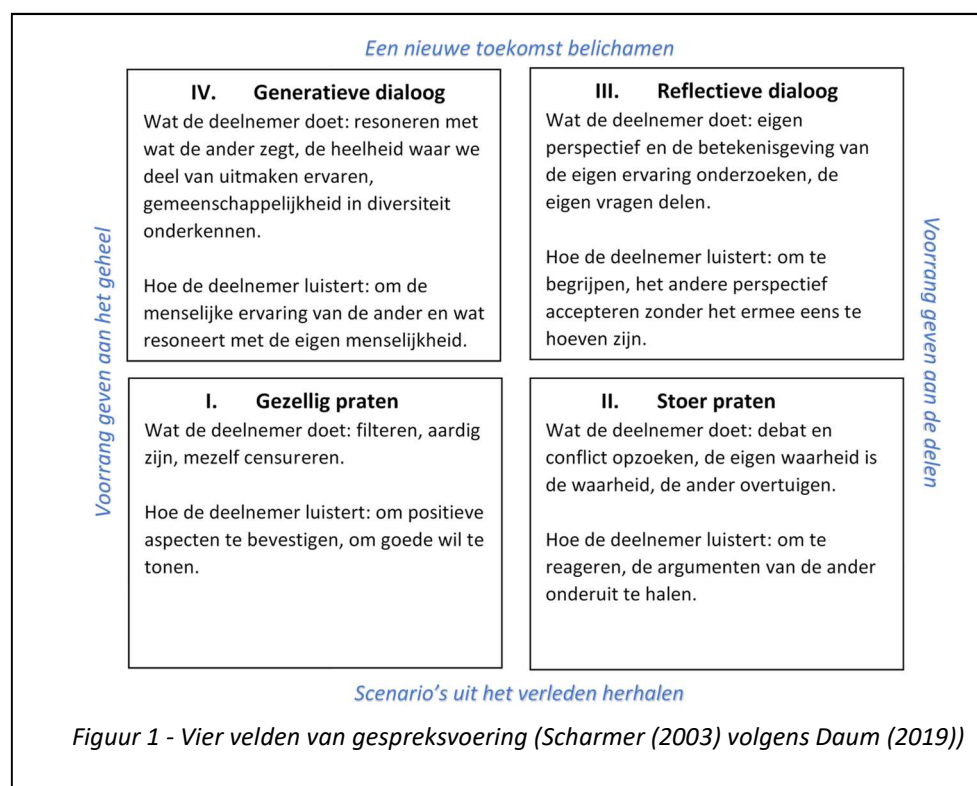 Een nieuwe toekomst belichamen
IV. Generatieve dialoog
Wat de deelnemer doet: resoneren met
wat de ander zegt, de heelheid waar we
deel van uitmaken ervaren,
gemeenschappelijkheid in diversiteit
onderkennen.
Hoe de deelnemer luistert: om de
menselijke ervaring van de ander en wat
resoneert met de eigen menselijkheid.
III. Reflectieve dialoog
Wat de deelnemer doet: eigen
perspectief en de betekenisgeving van
de eigen ervaring onderzoeken, de
eigen vragen delen.
Hoe de deelnemer luistert: om te
begrijpen, het andere perspectief
accepteren zonder het ermee eens te
hoeven zijn.
Voorrang geven aan het geheel
Voorrang geven aan de delen
I. Gezellig praten
Wat de deelnemer doet: filteren, aardig
zijn, mezelf censureren.
Hoe de deelnemer luistert: om positieve
aspecten te bevestigen, om goede wil te
tonen.
II. Stoer praten
Wat de deelnemer doet: debat en
conflict opzoeken, de eigen waarheid is
de waarheid, de ander overtuigen.
Hoe de deelnemer luistert: om te
reageren, de argumenten van de ander
onderuit te halen.
Scenario's uit het verleden herhalen
Figuur 1 - Vier velden van gespreksvoering (Scharmer (2003) volgens Daum (2019))